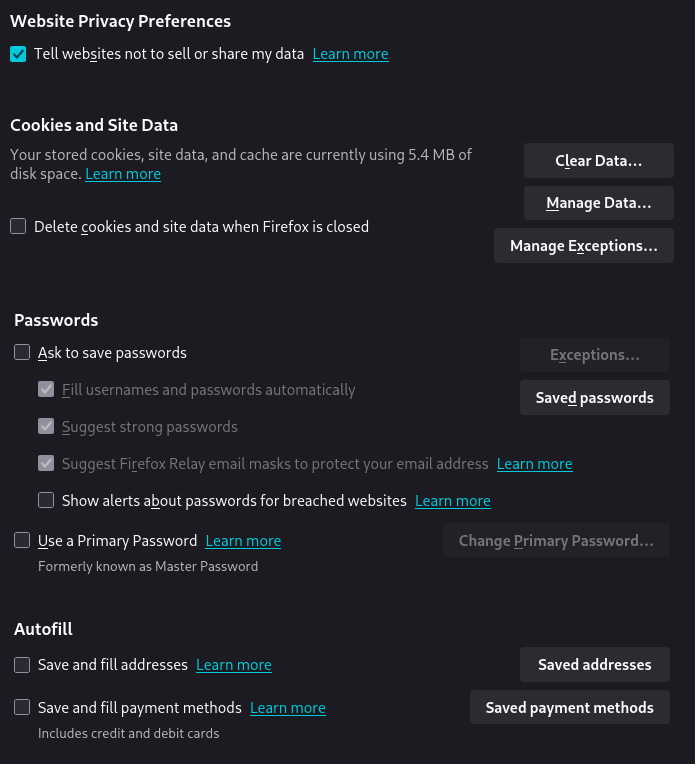 Website Privacy Preferences
Tell websites not to sell or share my data Learn more
Cookies and Site Data
Your stored cookies, site data, and cache are currently using 5.4 MB of
disk space. Learn more
Clear Data…
Manage Data…
Delete cookies and site data when Firefox is closed
Manage Exceptions…
Passwords
Ask to save passwords
Exceptions…
Fill usernames and passwords automatically
Saved passwords
Suggest strong passwords
Suggest Firefox Relay email masks to protect your email address Learn more
Show alerts about passwords for breached websites Learn more
Use a Primary Password Learn more
Change Primary Password…
Formerly known as Master Password
Autofill
Save and fill addresses Learn more
Saved addresses
Save and fill payment methods Learn more
Saved payment methods
Includes credit and debit cards